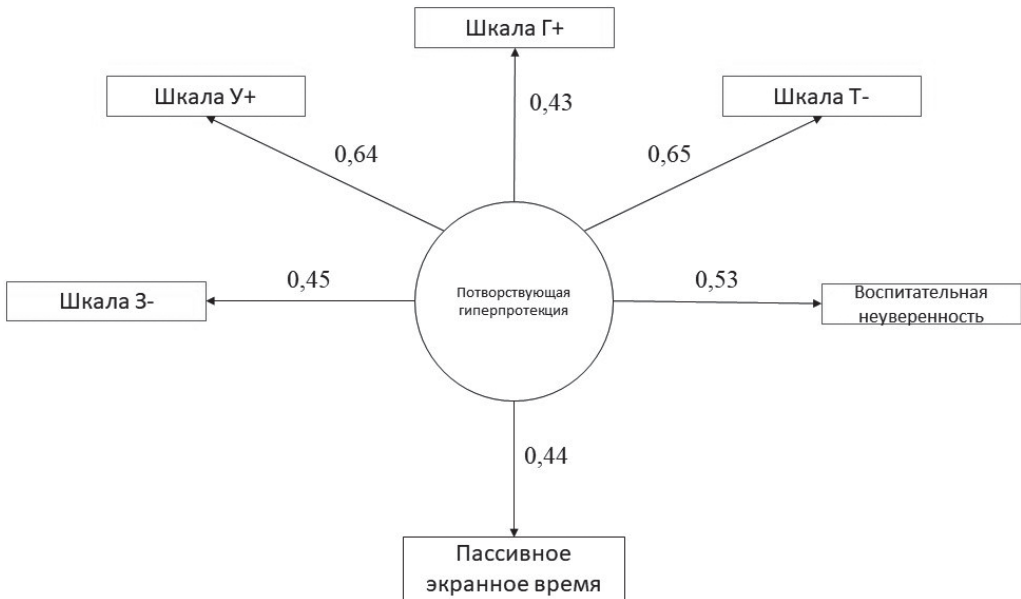 Шкала Г+
Шкала У+
Шкала Т-
0,43
0,64
0,65
Шкала З-
0,45
Потворствующая
гиперпротекция
0,53
Воспитательная
неуверенность
0,44
Пассивное
экранное время